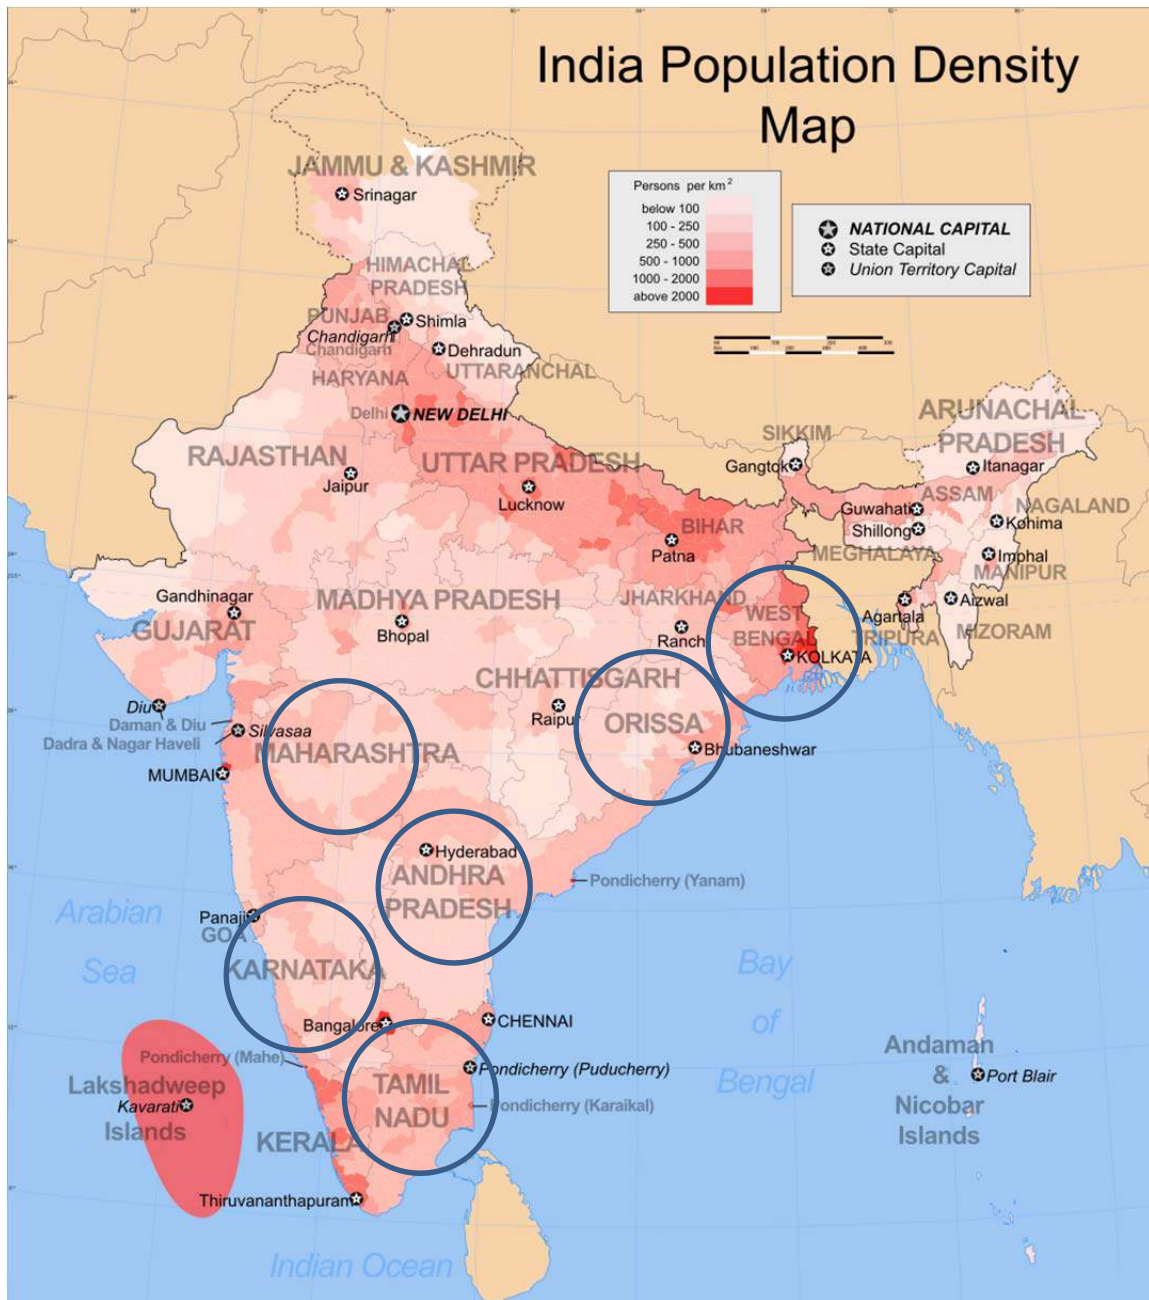 India Population Density
Map
Persons per km2
below 100
100 - 250
250 - 500
500 - 1000
1000 - 2000
above 2000
NATIONAL CAPITAL
State Capital
Union Territory Capital
JAMMU & KASHMIR
Srinagar
HIMACHAL
PRADESH
PUNJAB
Shimla
Chandigarh
Chandigarh
Dehradun
UTTARANCHAL
HARYANA
Delhi
NEW DELHI
RAJASTHAN
Jaipur
UTTAR PRADESH
Lucknow
SIKKIM
Gangtok
ARUNACHAL
PRADESH
Itanagar
ASSAM
NAGALAND
Guwahati
Kohima
Shillong
MEGHALAYA
Imphal
MANIPUR
BIHAR
Patna
Gandhinagar
GUJARAT
MADHYA PRADESH
Bhopal
JHARKHAND
Ranchi
WEST
BENGAL
KOLKATA
Agartala
TRIPURA
Aizwal
MIZORAM
CHHATTISGARH
Raipur
ORISSA
Bhubaneshwar
Diu
Daman & Diu
Silvasaa
Dadra & Nagar Haveli
MAHARASHTRA
MUMBAI
Hyderabad
ANDHRA
PRADESH
Pondicherry (Yanam)
Arabian
Sea
Panaji
GOA
KARNATAKA
Bangalore
CHENNAI
Bay
of
Bengal
Pondicherry (Mahe)
Pondicherry (Puducherry)
Lakshadweep
Kavarati
Islands
TAMIL
NADU
Pondicherry (Karaikal)
KERALA
Thiruvananthapuram
Andaman
&
Nicobar
Islands
Port Blair
Indian Ocean